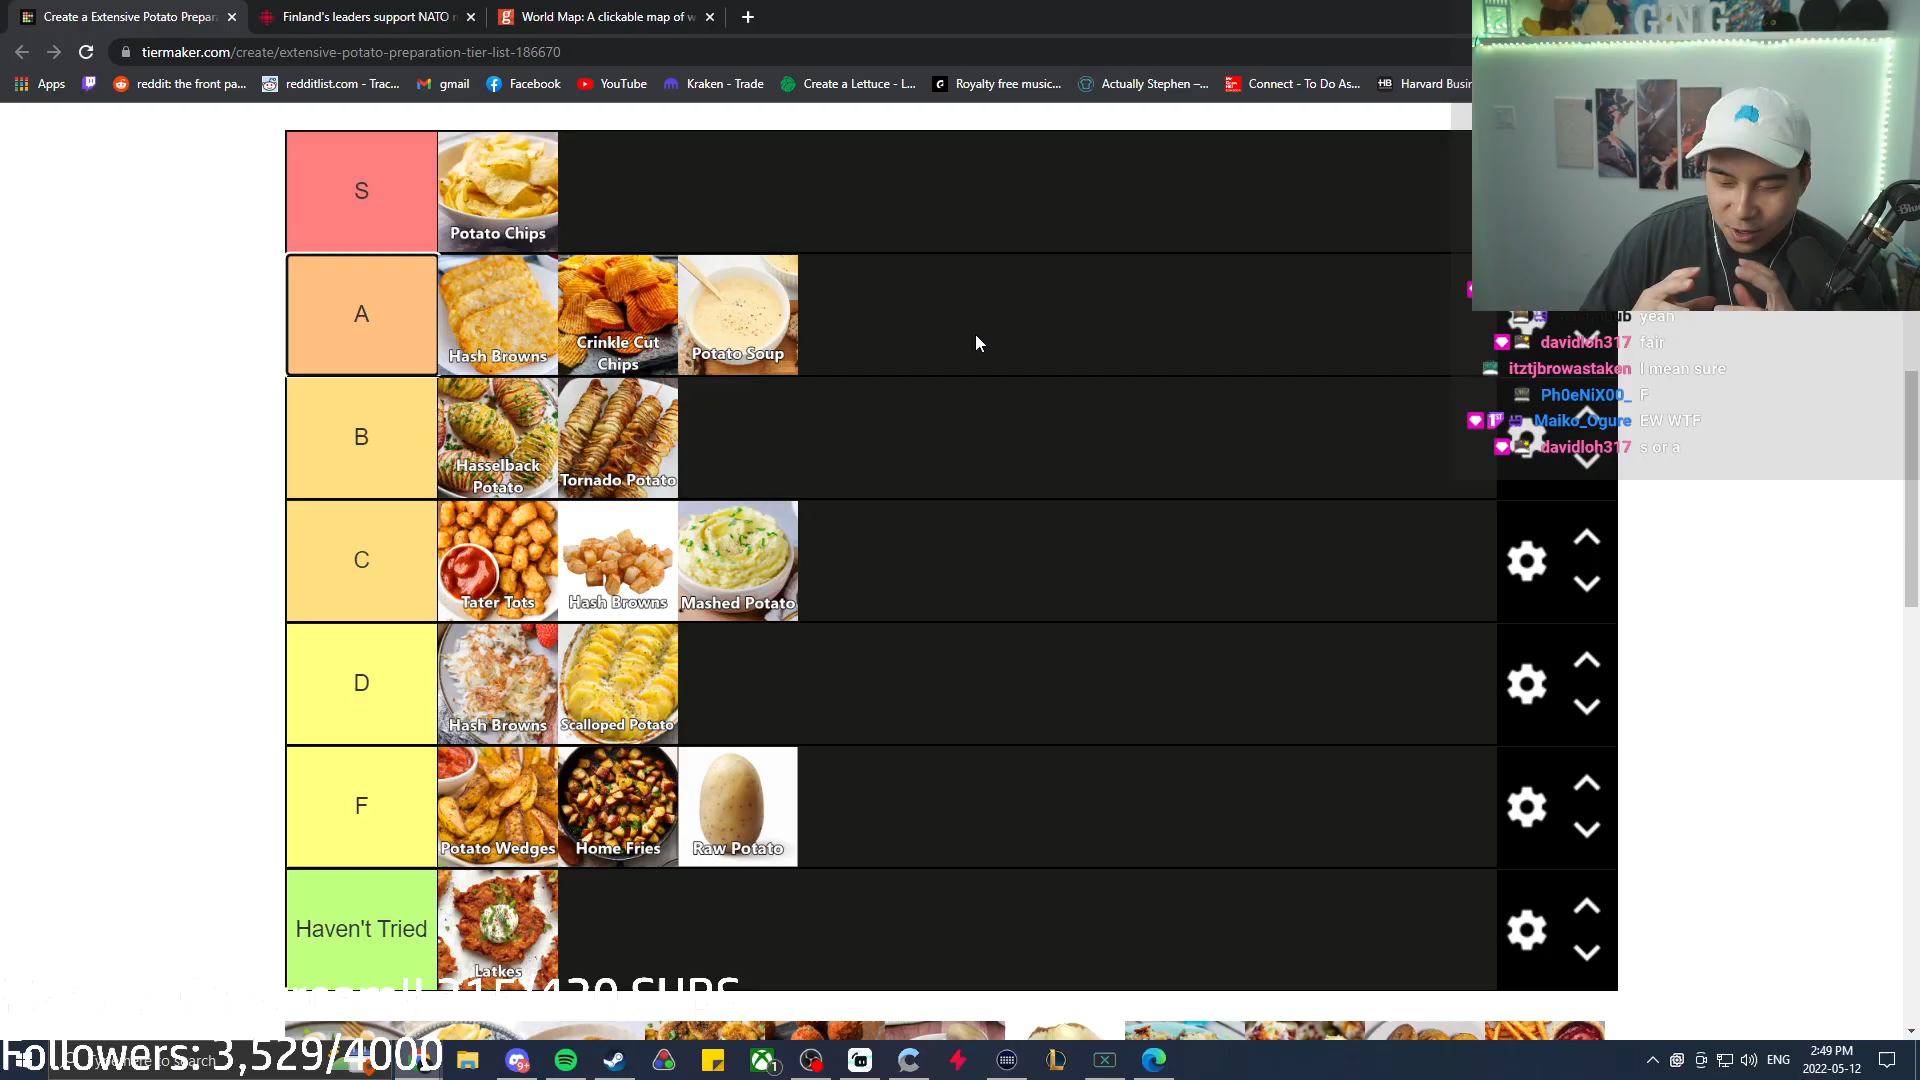 Create a Extensive Potato Prepar
Finland's leaders support NATO
World Map: A clickable map of w
tiermaker.com/create/extensive-potato-preparation-tier-list-186670
Apps
reddit: the front pa...
redditlist.com - Trac...
gmail
Facebook
YouTube
Kraken - Trade
Create a Lettuce - L...
Royalty free music...
Actually Stephen –...
Connect - To Do As...
HB Harvard Busi
GNG
S
Potato Chips
A
Hash Browns
Crinkle Cut
Chips
Potato Soup
yeah
davidloh317 fair
itztjbrowastaken I mean sure
Ph0eNiX00_ F
Maiko_Ogure EW WTF
davidloh317 s or a
B
Hasselback
Potato
Tornado Potato
C
Tater Tots
Hash Browns
Mashed Potato
D
Hash Browns
Scalloped Potato
F
Potato Wedges
Home Fries
Raw Potato
Haven't Tried
Latkes
SUBS
Followers: 3,529/4000
ENG
2:49 PM
2022-05-12